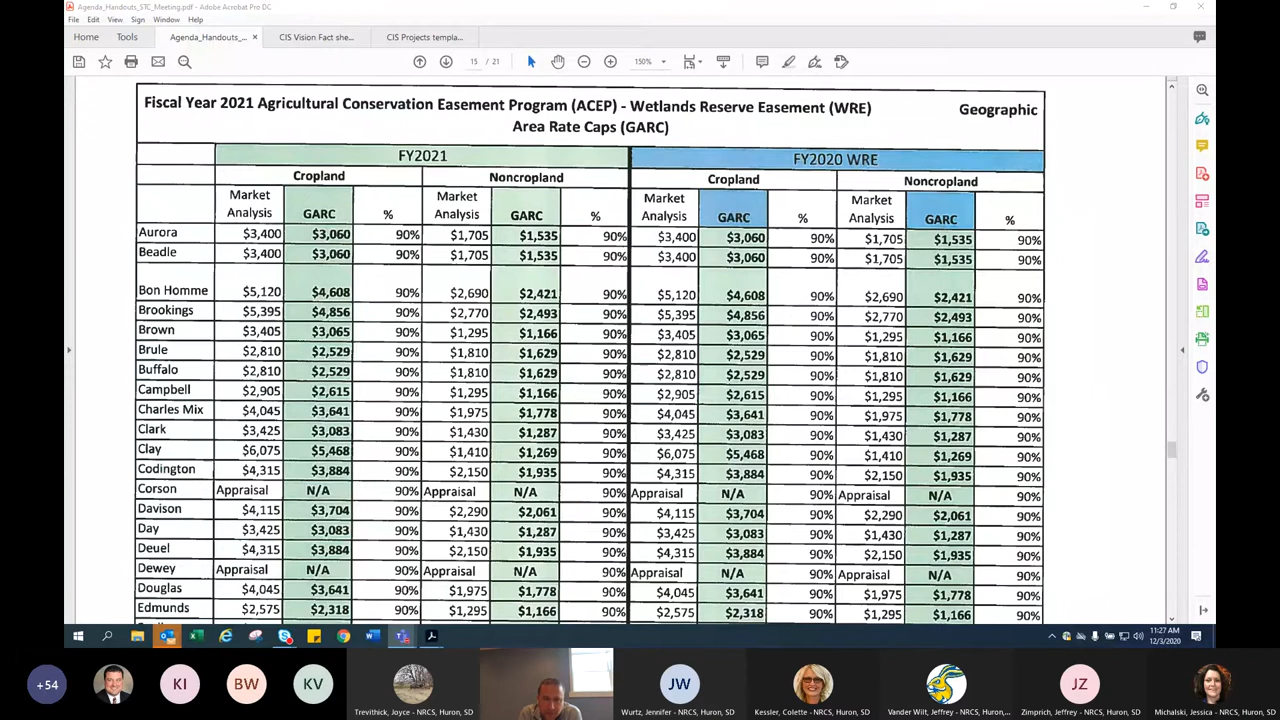 Agenda_Handouts_STC_Meeting.pdf - Adobe Acrobat Pro DC
File Edit View Sign Window Help
Home Tools Agenda_Handouts_... × CIS Vision Fact she... CIS Projects templa...
15 / 21 150%
Fiscal Year 2021 Agricultural Conservation Easement Program (ACEP) - Wetlands Reserve Easement (WRE) Geographic
Area Rate Caps (GARC)
FY2021 FY2020 WRE
Cropland Noncropland Cropland Noncropland
Market Analysis GARC % Market Analysis GARC % Market Analysis GARC % Market Analysis GARC %
Aurora $3,400 $3,060 90% $1,705 $1,535 90% $3,400 $3,060 90% $1,705 $1,535 90%
Beadle $3,400 $3,060 90% $1,705 $1,535 90% $3,400 $3,060 90% $1,705 $1,535 90%
Bon Homme $5,120 $4,608 90% $2,690 $2,421 90% $5,120 $4,608 90% $2,690 $2,421 90%
Brookings $5,395 $4,856 90% $2,770 $2,493 90% $5,395 $4,856 90% $2,770 $2,493 90%
Brown $3,405 $3,065 90% $1,295 $1,166 90% $3,405 $3,065 90% $1,295 $1,166 90%
Brule $2,810 $2,529 90% $1,810 $1,629 90% $2,810 $2,529 90% $1,810 $1,629 90%
Buffalo $2,810 $2,529 90% $1,810 $1,629 90% $2,810 $2,529 90% $1,810 $1,629 90%
Campbell $2,905 $2,615 90% $1,295 $1,166 90% $2,905 $2,615 90% $1,295 $1,166 90%
Charles Mix $4,045 $3,641 90% $1,975 $1,778 90% $4,045 $3,641 90% $1,975 $1,778 90%
Clark $3,425 $3,083 90% $1,430 $1,287 90% $3,425 $3,083 90% $1,430 $1,287 90%
Clay $6,075 $5,468 90% $1,410 $1,269 90% $6,075 $5,468 90% $1,410 $1,269 90%
Codington $4,315 $3,884 90% $2,150 $1,935 90% $4,315 $3,884 90% $2,150 $1,935 90%
Corson Appraisal N/A 90% Appraisal N/A 90% Appraisal N/A 90% Appraisal N/A 90%
Davison $4,115 $3,704 90% $2,290 $2,061 90% $4,115 $3,704 90% $2,290 $2,061 90%
Day $3,425 $3,083 90% $1,430 $1,287 90% $3,425 $3,083 90% $1,430 $1,287 90%
Deuel $4,315 $3,884 90% $2,150 $1,935 90% $4,315 $3,884 90% $2,150 $1,935 90%
Dewey Appraisal N/A 90% Appraisal N/A 90% Appraisal N/A 90% Appraisal N/A 90%
Douglas $4,045 $3,641 90% $1,975 $1,778 90% $4,045 $3,641 90% $1,975 $1,778 90%
Edmunds $2,575 $2,318 90% $1,295 $1,166 90% $2,575 $2,318 90% $1,295 $1,166 90%
11:27 AM
12/3/2020
+54 KI BW KV JW JZ
Trevithick, Joyce - NRCS, Huron, SD Wurtz, Jennifer - NRCS, Huron, SD Kessler, Colette - NRCS, Huron, SD Vander Wilt, Jeffrey - NRCS, Huron,... Zimprich, Jeffrey - NRCS, Huron, SD Michalski, Jessica - NRCS, Huron, SD